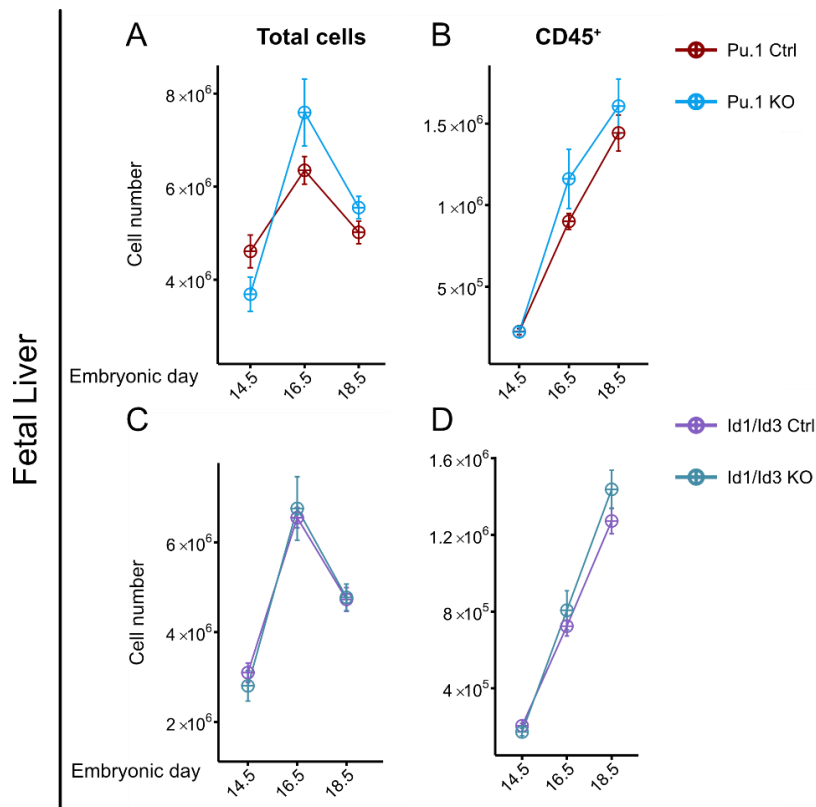 Fetal Liver
A
Total cells
B
CD45⁺
Pu.1 Ctrl
Pu.1 KO
Cell number
8 ×10⁶
6 ×10⁶
4 ×10⁶
1.5 ×10⁶
1 ×10⁶
5 ×10⁵
Embryonic day
14.5
16.5
18.5
14.5
16.5
18.5
C
D
Id1/Id3 Ctrl
Id1/Id3 KO
Cell number
6 ×10⁶
4 ×10⁶
2 ×10⁶
1.6 ×10⁶
1.2 ×10⁶
8 ×10⁵
4 ×10⁵
Embryonic day
14.5
16.5
18.5
14.5
16.5
18.5